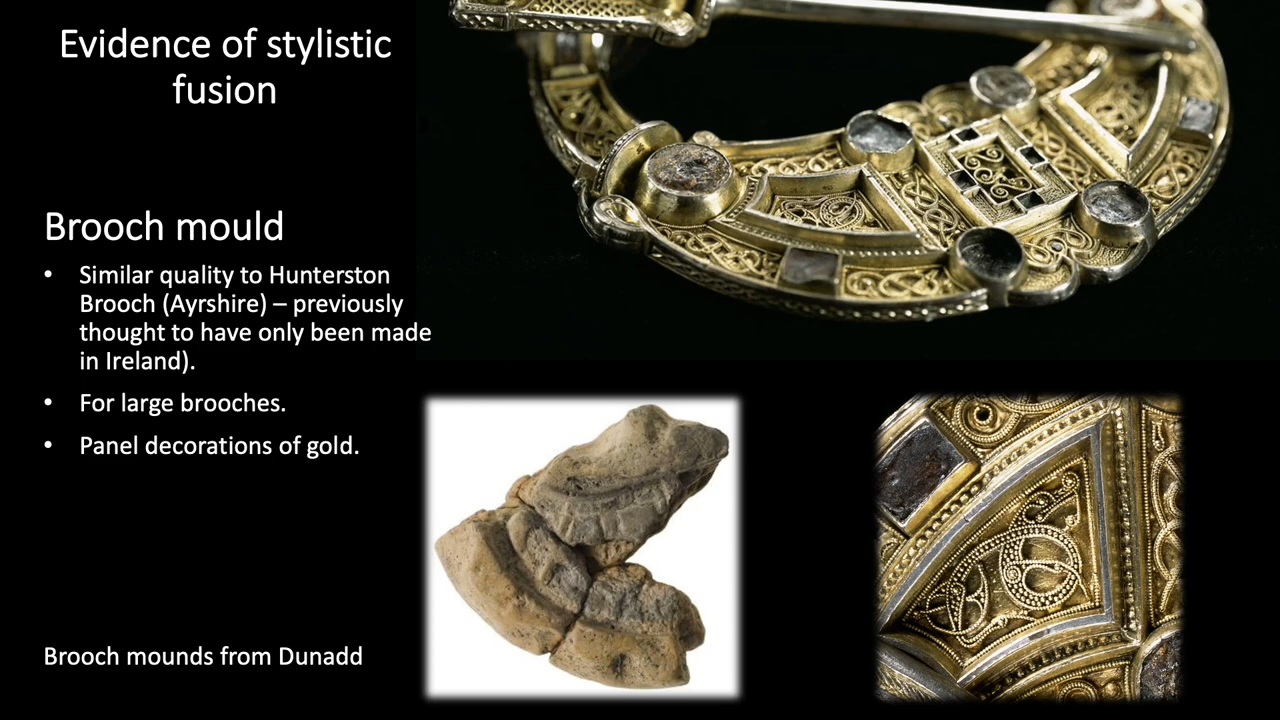 Evidence of stylistic
fusion
Brooch mould
• Similar quality to Hunterston
Brooch (Ayrshire) – previously
thought to have only been made
in Ireland).
• For large brooches.
• Panel decorations of gold.
Brooch mounds from Dunadd